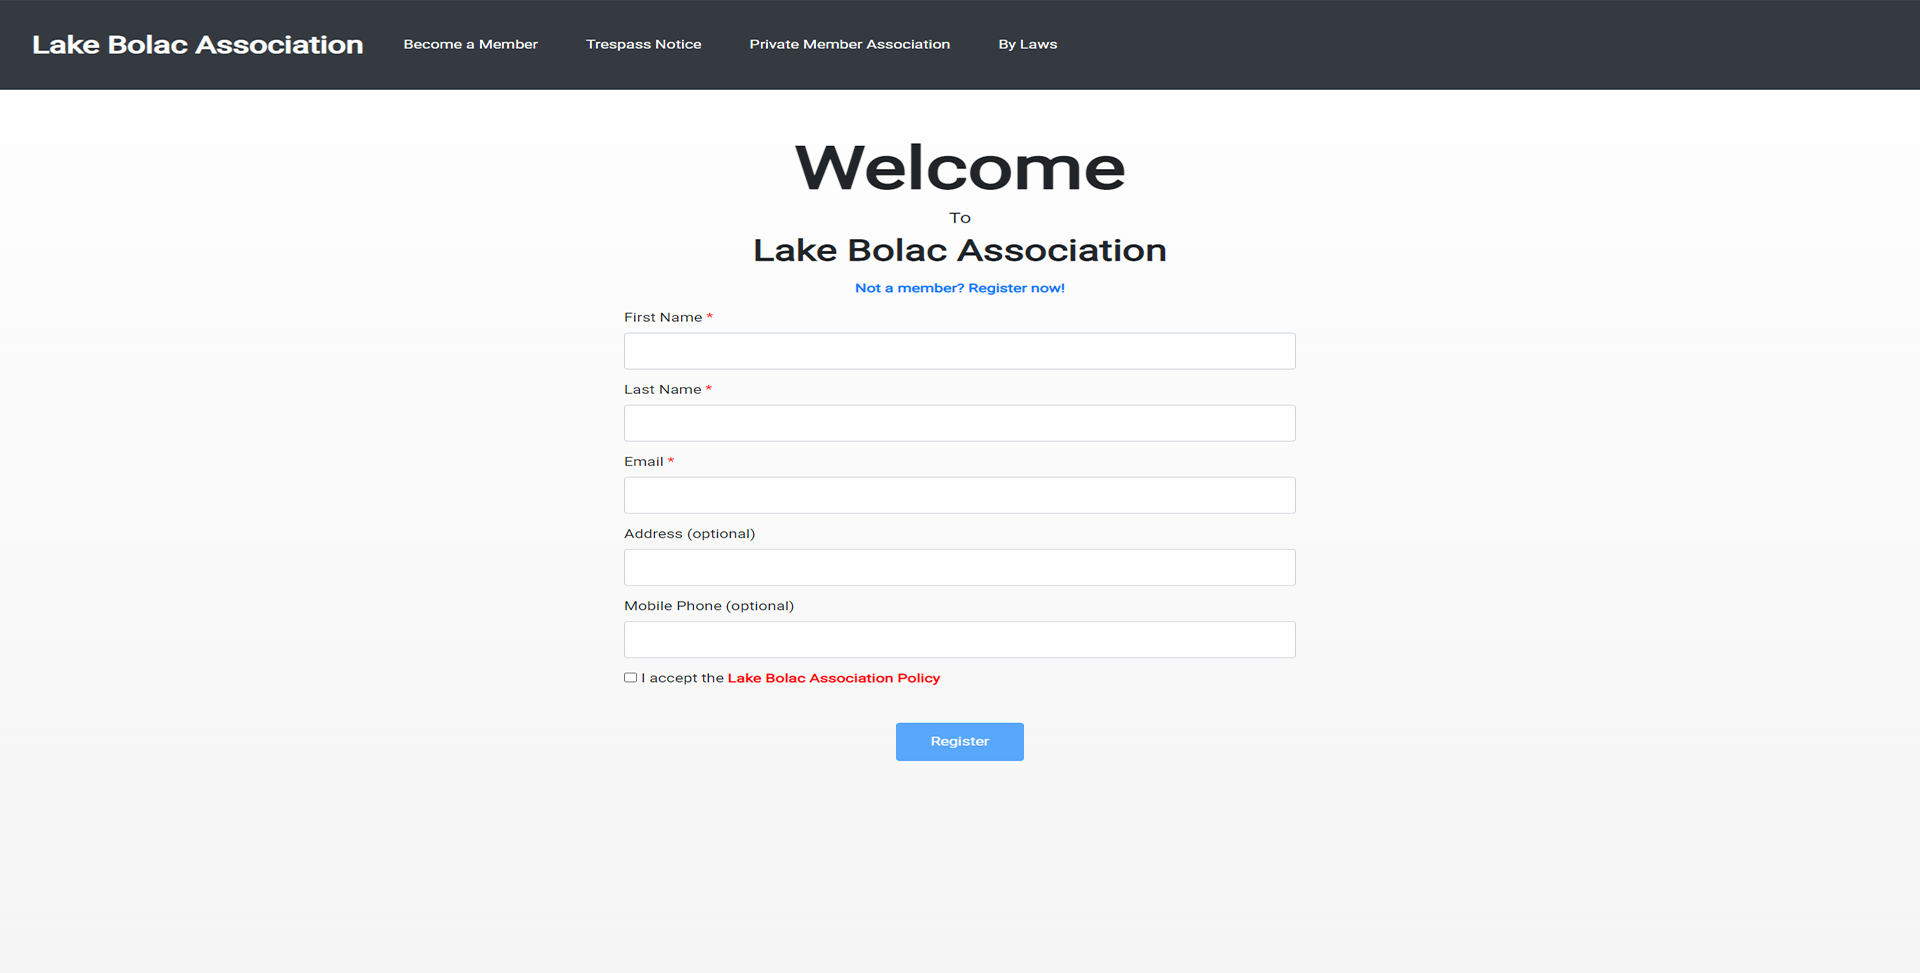 Lake Bolac Association Become a Member Trespass Notice Private Member Association By Laws
Welcome
To
Lake Bolac Association
Not a member? Register now!
First Name *
Last Name *
Email *
Address (optional)
Mobile Phone (optional)
I accept the Lake Bolac Association Policy
Register